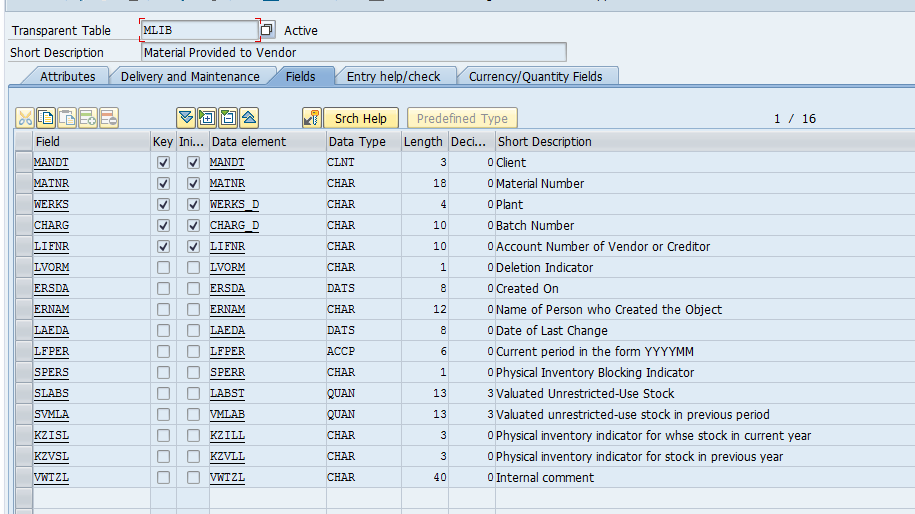 Transparent Table MLIB Active
Short Description Material Provided to Vendor
Attributes Delivery and Maintenance Fields Entry help/check Currency/Quantity Fields
Srch Help Predefined Type 1 / 16
Field Key Ini... Data element Data Type Length Deci... Short Description
MANDT MANDT CLNT 3 0 Client
MATNR MATNR CHAR 18 0 Material Number
WERKS WERKS_D CHAR 4 0 Plant
CHARG CHARG_D CHAR 10 0 Batch Number
LIFNR LIFNR CHAR 10 0 Account Number of Vendor or Creditor
LVORM LVORM CHAR 1 0 Deletion Indicator
ERSDA ERSDA DATS 8 0 Created On
ERNAM ERNAM CHAR 12 0 Name of Person who Created the Object
LAEDA LAEDA DATS 8 0 Date of Last Change
LFPER LFPER ACCP 6 0 Current period in the form YYYYMM
SPERS SPERR CHAR 1 0 Physical Inventory Blocking Indicator
SLABS LABST QUAN 13 3 Valuated Unrestricted-Use Stock
SVMLA VMLAB QUAN 13 3 Valuated unrestricted-use stock in previous period
KZISL KZILL CHAR 3 0 Physical inventory indicator for whse stock in current year
KZVSL KZVLL CHAR 3 0 Physical inventory indicator for stock in previous year
VWTZL VWTZL CHAR 40 0 Internal comment